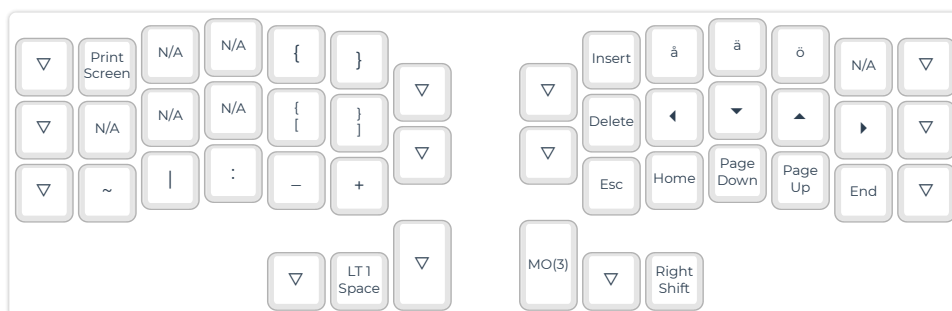 ▽ Print Screen N/A N/A { } ▽ ▽ Insert å ä ö N/A ▽
▽ N/A N/A N/A { [ } ] ▽ ▽ Delete ◀ ▼ ▲ ▶ ▽
▽ ~ | : _ + Esc Home Page Down Page Up End ▽
▽ LT 1 Space ▽ MO(3) ▽ Right Shift